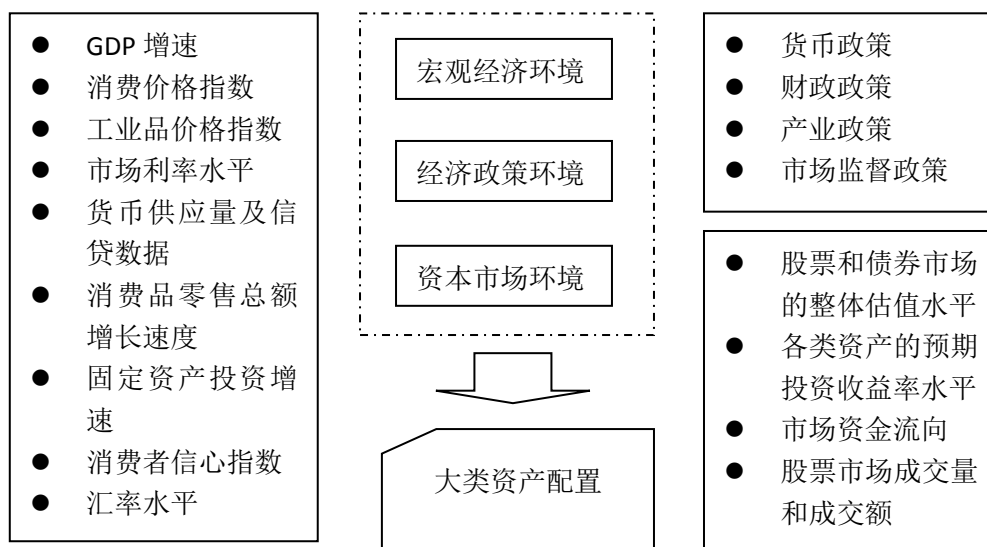 ● GDP 增速
● 消费价格指数
● 工业品价格指数
● 市场利率水平
● 货币供应量及信
贷数据
● 消费品零售总额
增长速度
● 固定资产投资增
速
● 消费者信心指数
● 汇率水平
宏观经济环境
经济政策环境
资本市场环境
大类资产配置
● 货币政策
● 财政政策
● 产业政策
● 市场监督政策
● 股票和债券市场
的整体估值水平
● 各类资产的预期
投资收益率水平
● 市场资金流向
● 股票市场成交量
和成交额